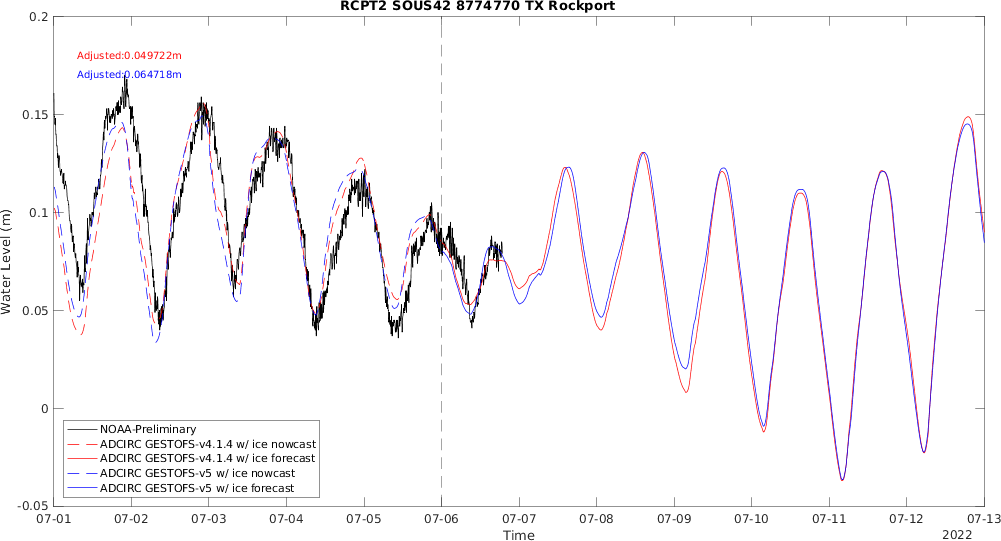 RCPT2 SOUS42 8774770 TX Rockport
0.2
0.15
0.1
0.05
0
-0.05
Water Level (m)
Adjusted:0.049722m
Adjusted:0.064718m
NOAA-Preliminary
ADCIRC GESTOFS-v4.1.4 w/ ice nowcast
ADCIRC GESTOFS-v4.1.4 w/ ice forecast
ADCIRC GESTOFS-v5 w/ ice nowcast
ADCIRC GESTOFS-v5 w/ ice forecast
07-01 07-02 07-03 07-04 07-05 07-06 07-07 07-08 07-09 07-10 07-11 07-12 07-13
Time
2022